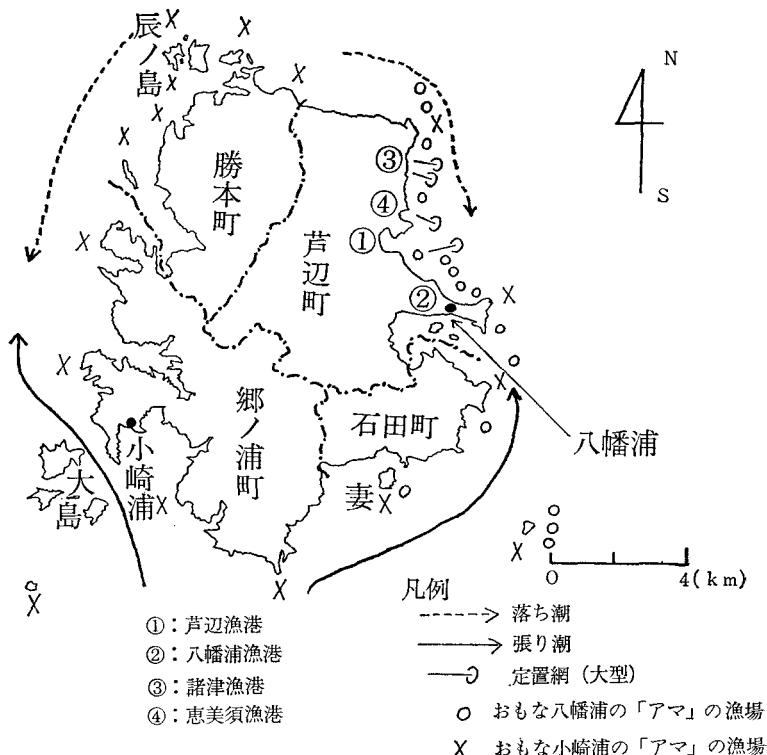 辰ノ島
N
S
勝本町
芦辺町
③
④
①
②
郷ノ浦町
石田町
八幡浦
小崎浦
大島
妻
0
4(km)
凡例
落ち潮
張り潮
定置網（大型）
おもな八幡浦の「アマ」の漁場
おもな小崎浦の「アマ」の漁場
①：芦辺漁港
②：八幡浦漁港
③：諸津漁港
④：恵美須漁港